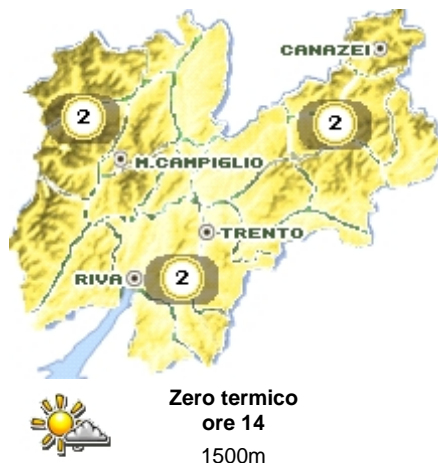 CANAZEI
2
2
M.CAMPIGLIO
TRENTO
RIVA
2
Zero termico
ore 14
1500m